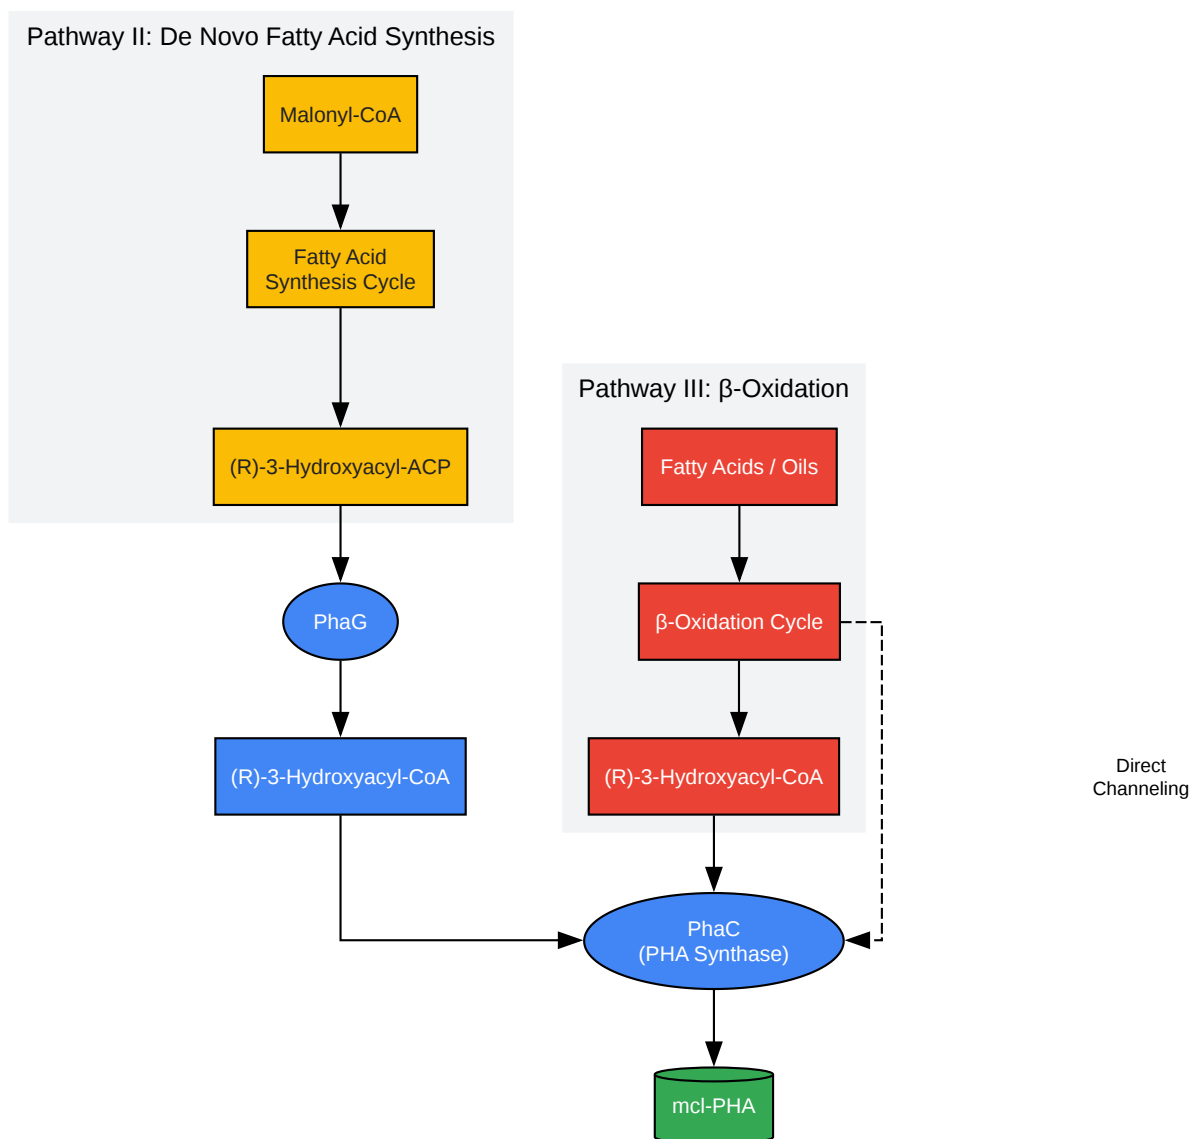 Pathway II: De Novo Fatty Acid Synthesis
Malonyl-CoA
Fatty Acid
Synthesis Cycle
(R)-3-Hydroxyacyl-ACP
PhaG
(R)-3-Hydroxyacyl-CoA
Pathway III: β-Oxidation
Fatty Acids / Oils
β-Oxidation Cycle
(R)-3-Hydroxyacyl-CoA
Direct
Channeling
PhaC
(PHA Synthase)
mcl-PHA